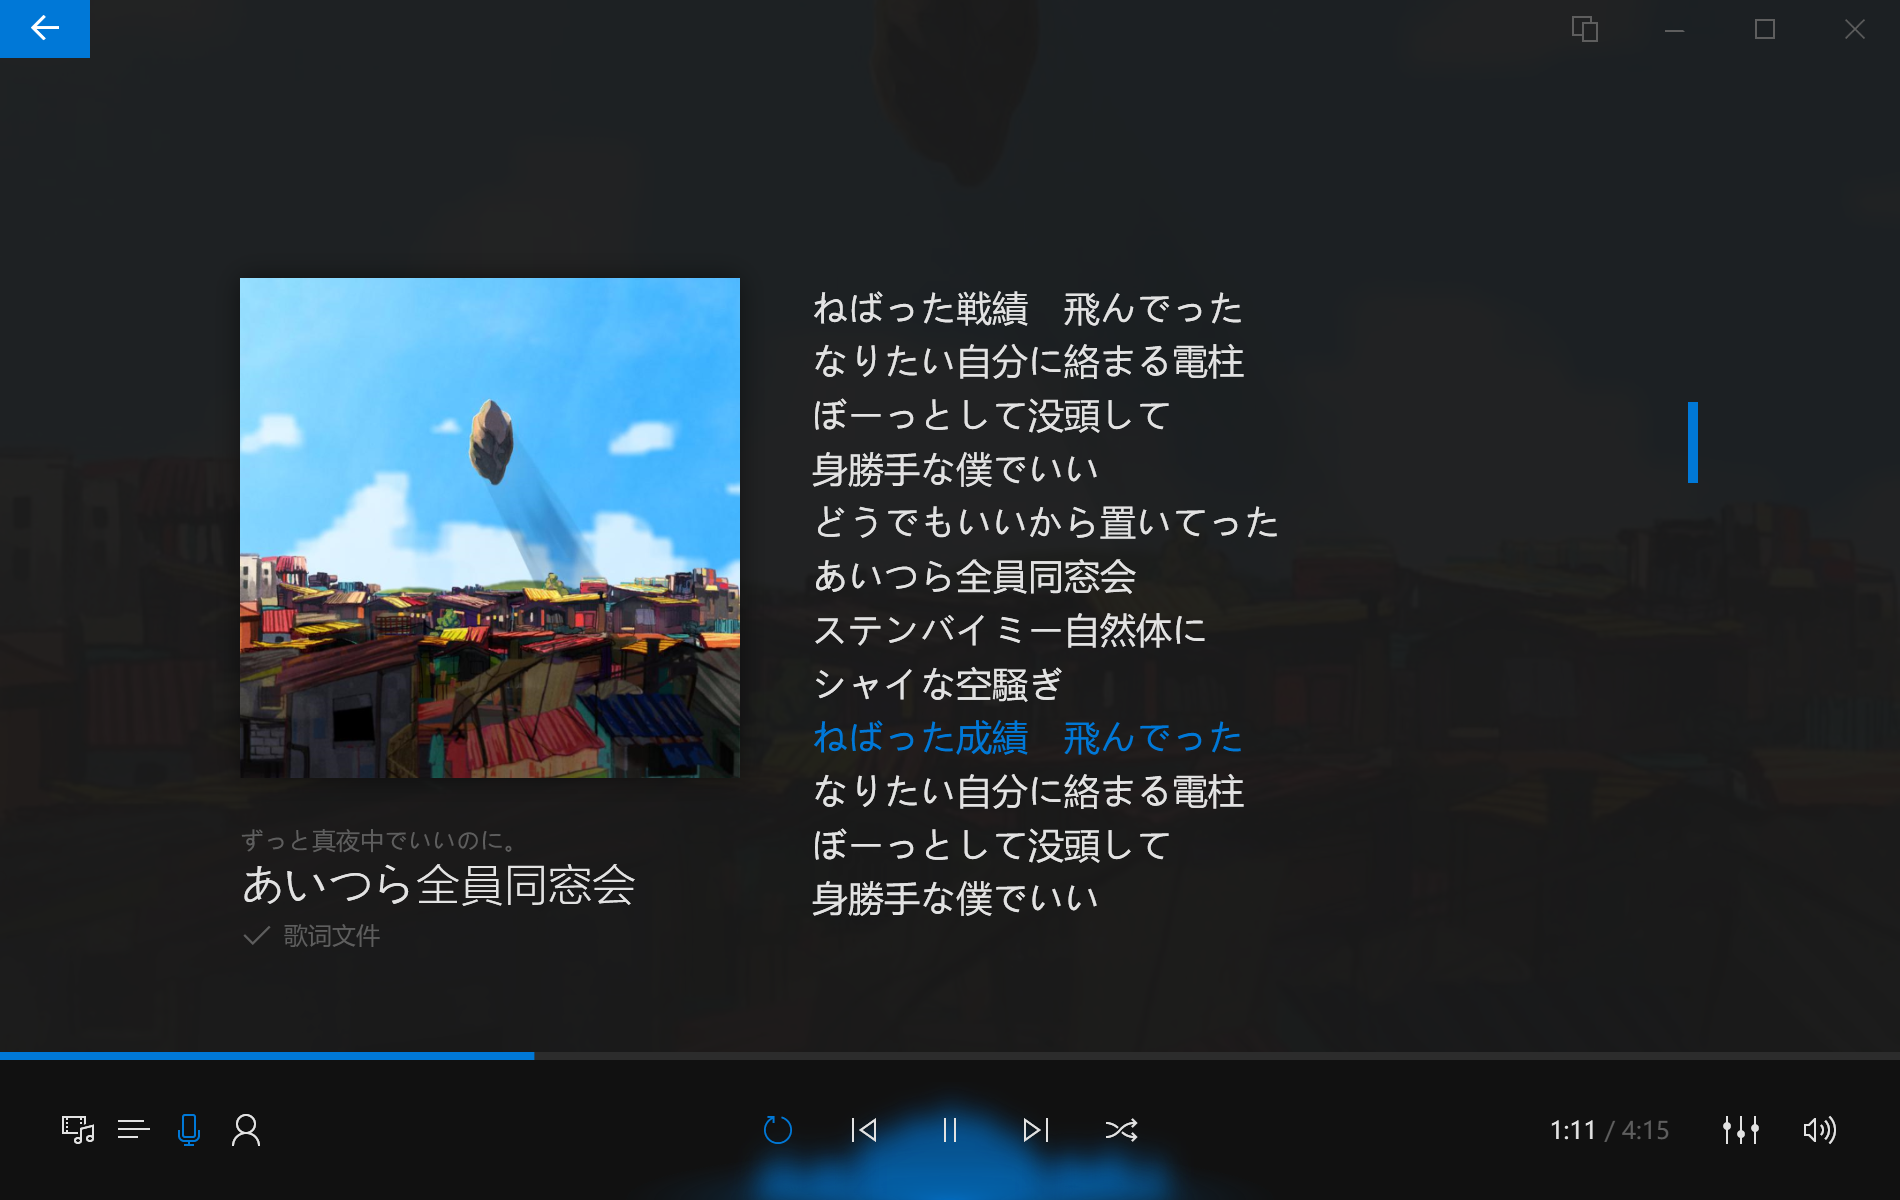 ねばった戦績　飛んでった
なりたい自分に絡まる電柱
ぼーっとして没頭して
身勝手な僕でいい
どうでもいいから置いてった
あいつら全員同窓会
ステンバイミー自然体に
シャイな空騒ぎ
ねばった成績　飛んでった
なりたい自分に絡まる電柱
ぼーっとして没頭して
身勝手な僕でいい
ずっと真夜中でいいのに。
あいつら全員同窓会
歌词文件
1:11 / 4:15